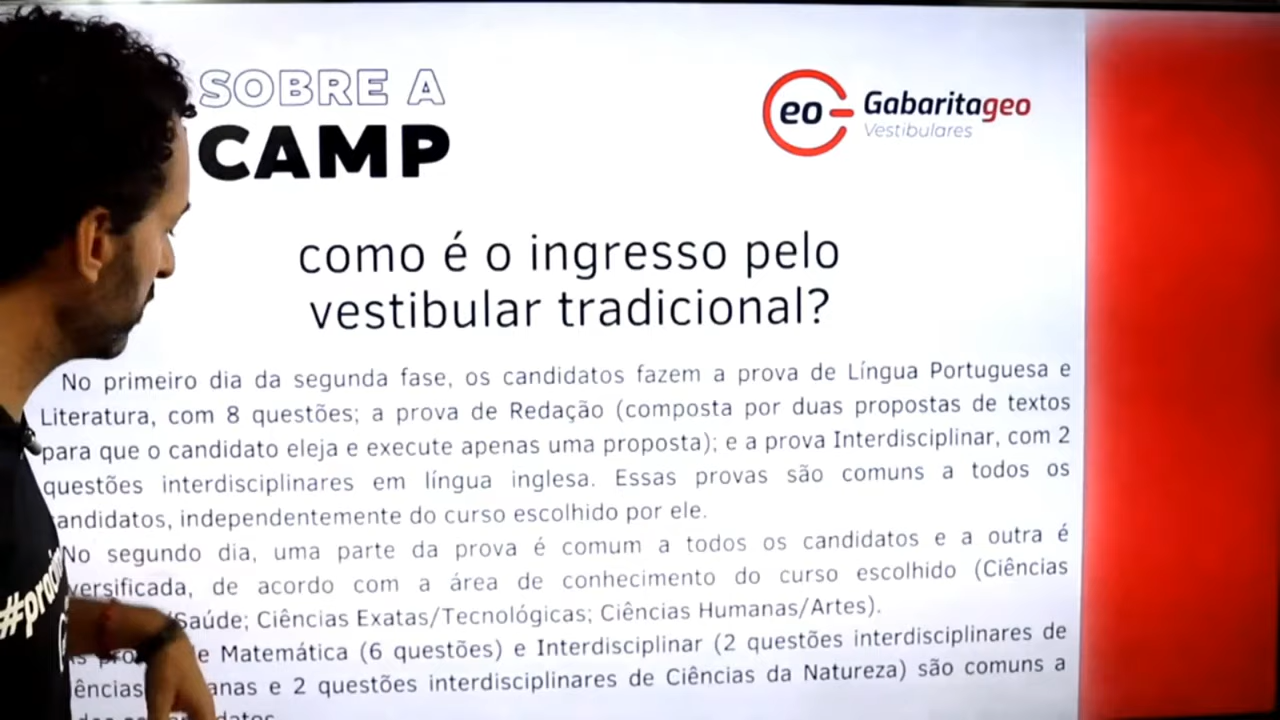 SOBRE A
CAMP
eo
Gabaritageo
Vestibulares
como é o ingresso pelo
vestibular tradicional?
No primeiro dia da segunda fase, os candidatos fazem a prova de Língua Portuguesa e
Literatura, com 8 questões; a prova de Redação (composta por duas propostas de textos
para que o candidato eleja e execute apenas uma proposta); e a prova Interdisciplinar, com 2
questões interdisciplinares em língua inglesa. Essas provas são comuns a todos os
andidatos, independentemente do curso escolhido por ele.
No segundo dia, uma parte da prova é comum a todos os candidatos e a outra é
versificada, de acordo com a área de conhecimento do curso escolhido (Ciências
/Saúde; Ciências Exatas/Tecnológicas; Ciências Humanas/Artes).
e Matemática (6 questões) e Interdisciplinar (2 questões interdisciplinares de
ências anas e 2 questões interdisciplinares de Ciências da Natureza) são comuns a